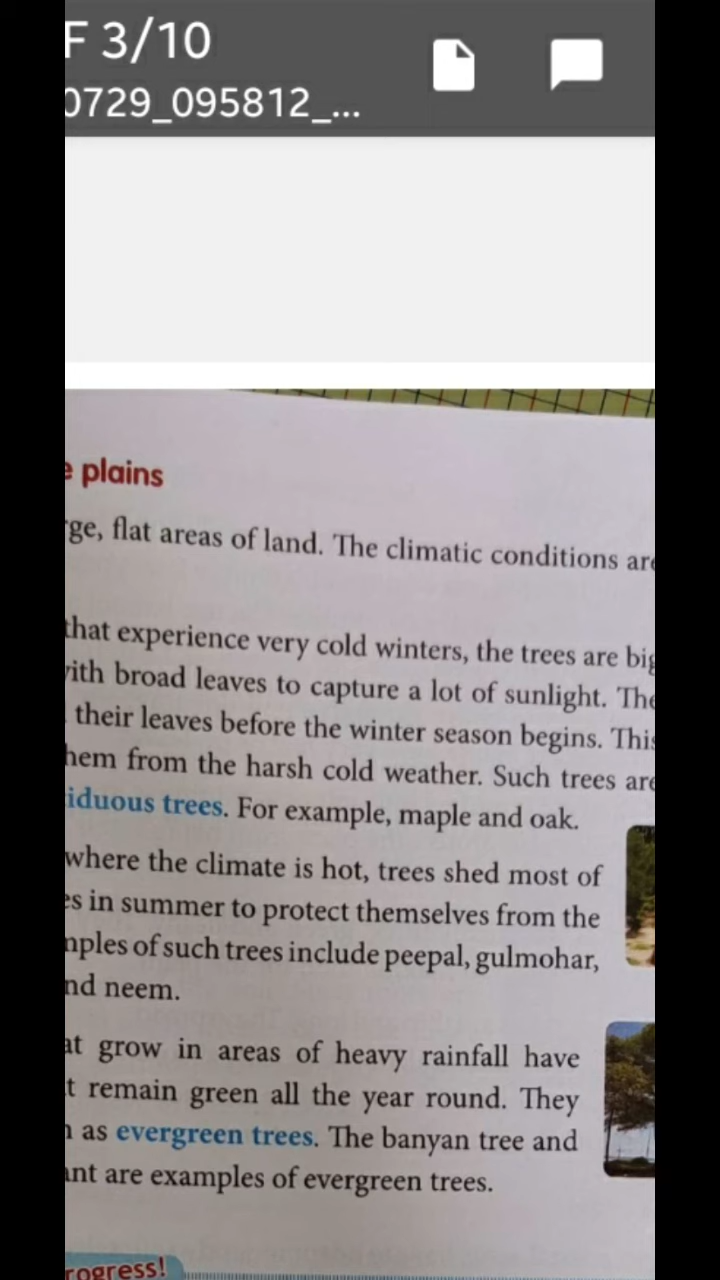 F 3/10
0729_095812_...
plains
ge, flat areas of land. The climatic conditions are
that experience very cold winters, the trees are big
ith broad leaves to capture a lot of sunlight. The
their leaves before the winter season begins. This
hem from the harsh cold weather. Such trees are
iduous trees. For example, maple and oak.
where the climate is hot, trees shed most of
es in summer to protect themselves from the
mples of such trees include peepal, gulmohar,
nd neem.
at grow in areas of heavy rainfall have
t remain green all the year round. They
as evergreen trees. The banyan tree and
ant are examples of evergreen trees.
rogress!